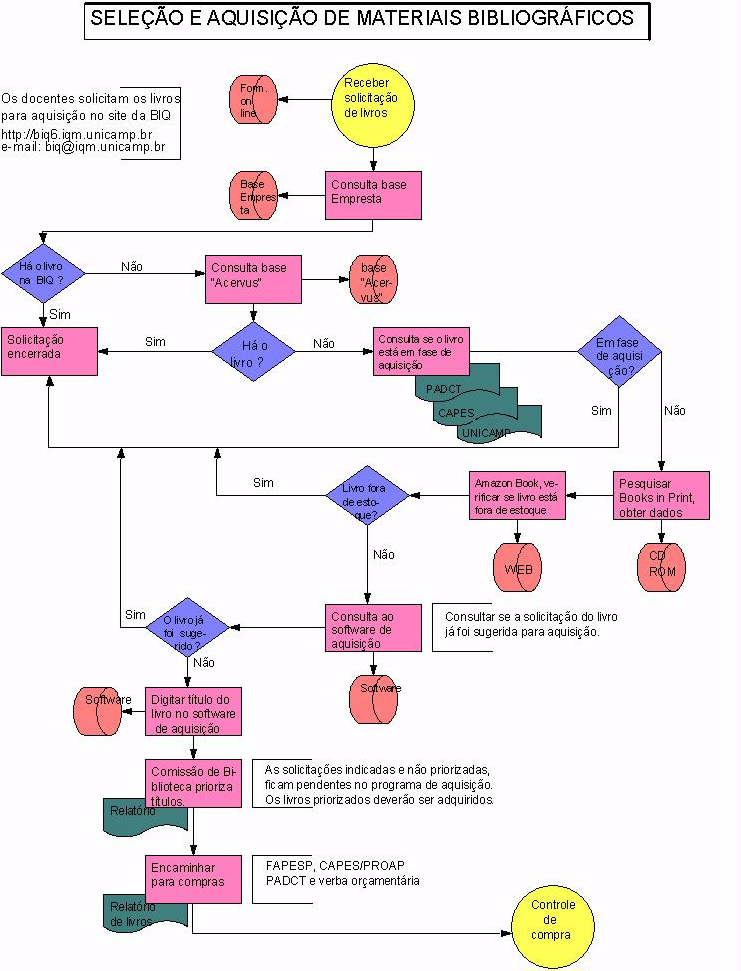 SELEÇÃO E AQUISIÇÃO DE MATERIAIS BIBLIOGRÁFICOS
Os docentes solicitam os livros
para aquisição no site da BIQ
http://biq6.iqm.unicamp.br
e-mail: biq@iqm.unicamp.br
Form.
on
line
Receber
solicitação
de livros
Base
Empres
ta
Consulta base
Empresta
Há o livro
na BIQ ?
Não
Sim
Consulta base
"Acervus"
base
"Acer-
vus"
Solicitação
encerrada
Sim
Há o
livro ?
Não
Consulta se o livro
está em fase de
aquisição
PADCT
CAPES
UNICAMP
Em fase
de aquisi
ção?
Sim
Não
Sim
Livro fora
de esto-
que?
Não
Amazon Book, ve-
rificar se livro está
fora de estoque
WEB
Pesquisar
Books in Print,
obter dados
CD
ROM
Sim
O livro já
foi suge-
rido ?
Não
Consulta ao
software de
aquisição
Software
Consultar se a solicitação do livro
já foi sugerida para aquisição.
Software
Digitar título do
livro no software
de aquisição
Comissão de Bi-
blioteca prioriza
títulos.
Relatório
As solicitações indicadas e não priorizadas,
ficam pendentes no programa de aquisição.
Os livros priorizados deverão ser adquiridos.
Encaminhar
para compras
Relatório
de livros
FAPESP, CAPES/PROAP
PADCT e verba orçamentária
Controle
de
compra